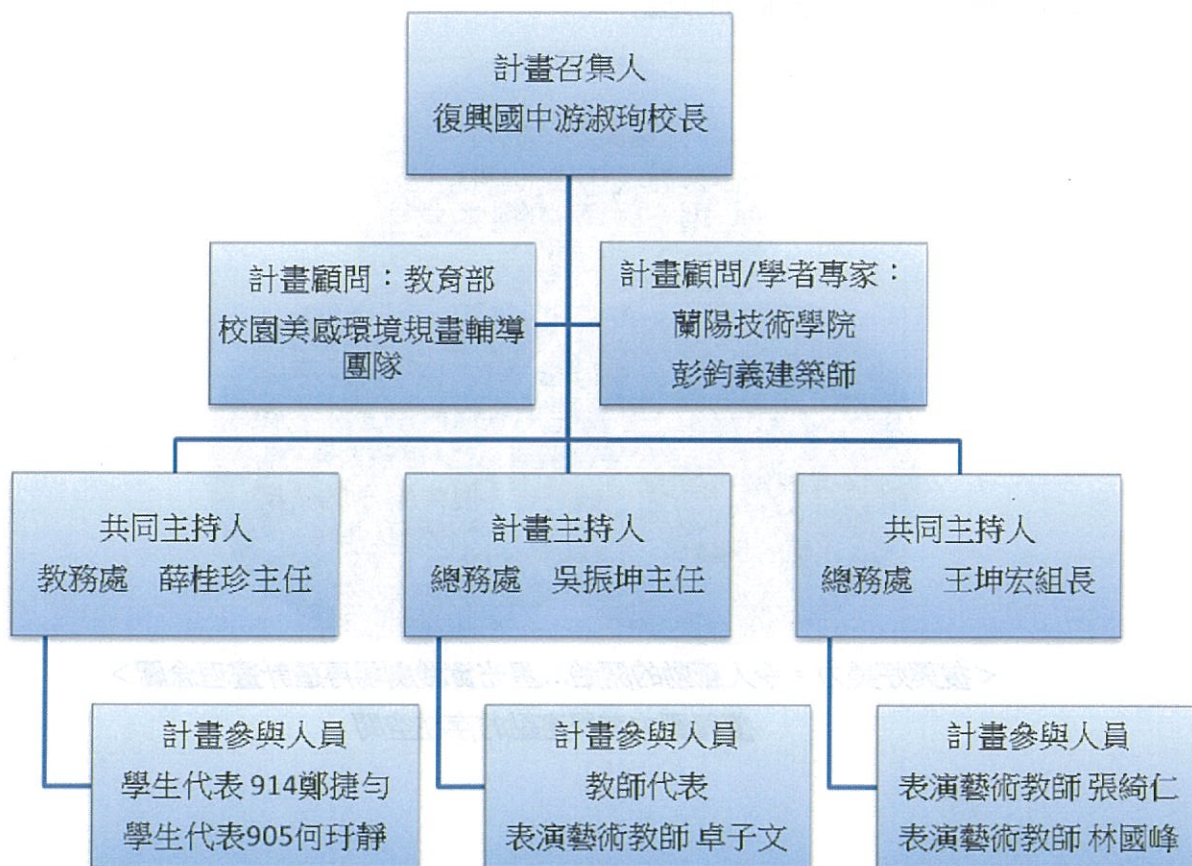 計畫召集人
復興國中游淑珣校長
計畫顧問：教育部
校園美感環境規畫輔導
團隊
計畫顧問/學者專家：
蘭陽技術學院
彭鈞義建築師
共同主持人
教務處　薛桂珍主任
計畫主持人
總務處　吳振坤主任
共同主持人
總務處　王坤宏組長
計畫參與人員
學生代表 914鄭捷勻
學生代表905何玗靜
計畫參與人員
教師代表
表演藝術教師 卓子文
計畫參與人員
表演藝術教師 張綺仁
表演藝術教師 林國峰